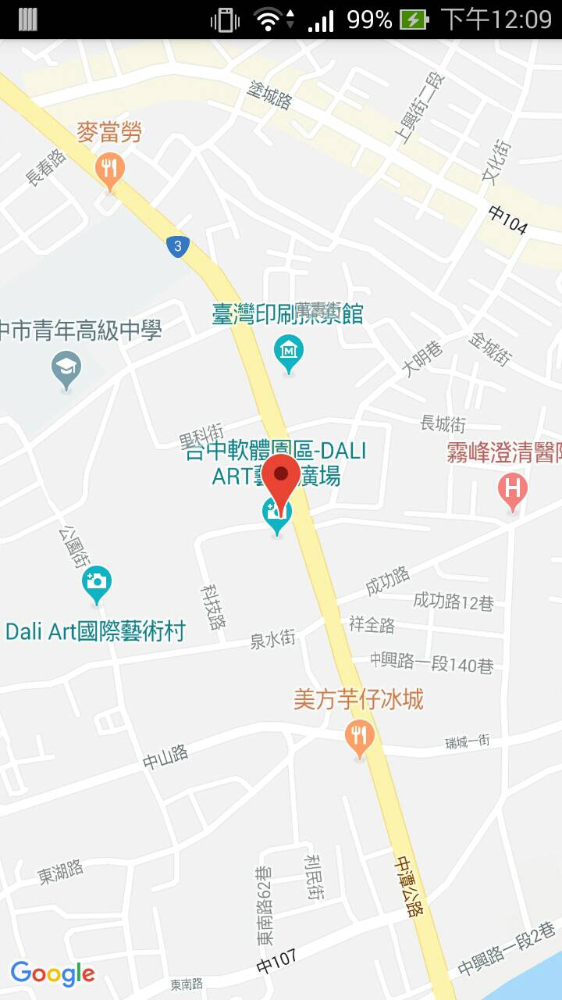 99% 下午12:09
塗城路
上興街二段
麥當勞
文化街
長春路
中104
3
臺灣印刷探索館
萬壽街
中市青年高級中學
大明巷
金城街
里科街
長城街
台中軟體園區-DALI
ART藝 廣場
霧峰澄清醫院
H
公園街
成功路
科技路
成功路12巷
Dali Art國際藝術村
祥全路
泉水街
中興路一段140巷
美方芋仔冰城
瑞城一街
中山路
東湖路
利民街
東南路62巷
中潭公路
中107
中興路一段2巷
Google
東南路